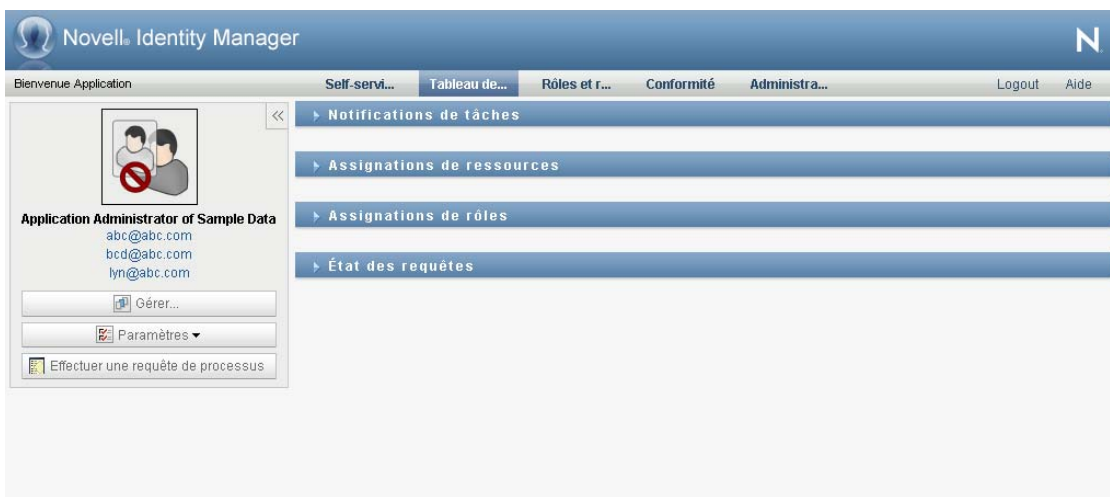 Novell® Identity Manager
N
Bienvenue Application
Self-servi... Tableau de... Rôles et r... Conformité Administra... Logout Aide
Application Administrator of Sample Data
abc@abc.com
bcd@abc.com
lyn@abc.com
Gérer...
Paramètres
Effectuer une requête de processus
Notifications de tâches
Assignations de ressources
Assignations de rôles
État des requêtes